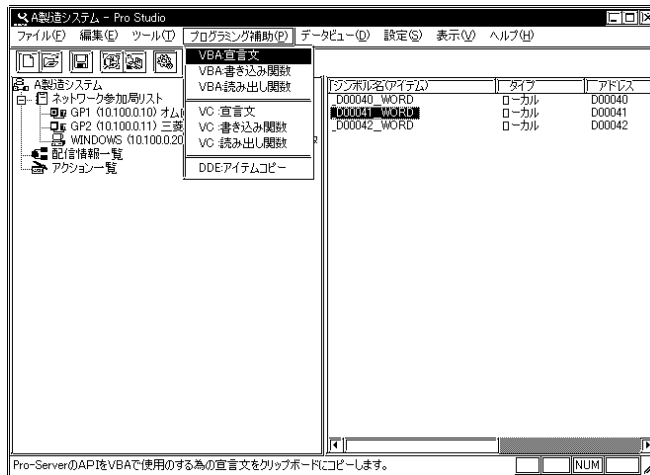 A製造システム - Pro Studio
ファイル(F) 編集(E) ツール(T) プログラミング補助(P) データビュー(D) 設定(S) 表示(V) ヘルプ(H)
VBA:宣言文
VBA:書き込み関数
VBA:読み出し関数
VC :宣言文
VC :書き込み関数
VC :読み出し関数
DDE:アイテムコピー
A製造システム
ネットワーク参加局リスト
GP1 (10.100.0.10) オム
GP2 (10.100.0.11) 三菱
WINDOWS (10.100.0.20
配信情報一覧
アクション一覧
シンボル名(アイテム) タイプ アドレス
_D00040_WORD ローカル D00040
_D00041_WORD ローカル D00041
_D00042_WORD ローカル D00042
Pro-ServerのAPIをVBAで使用のする為の宣言文をクリップボードにコピーします。 NUM